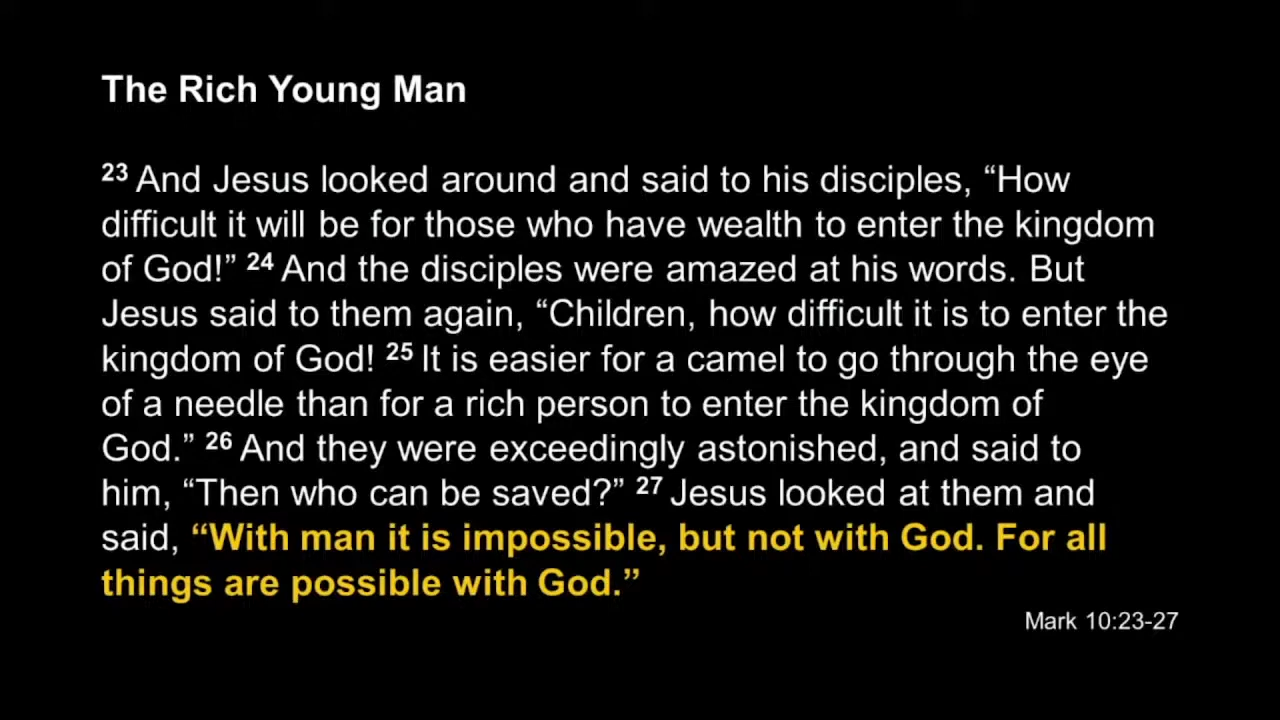 The Rich Young Man
23 And Jesus looked around and said to his disciples, “How
difficult it will be for those who have wealth to enter the kingdom
of God!” 24 And the disciples were amazed at his words. But
Jesus said to them again, “Children, how difficult it is to enter the
kingdom of God! 25 It is easier for a camel to go through the eye
of a needle than for a rich person to enter the kingdom of
God.” 26 And they were exceedingly astonished, and said to
him, “Then who can be saved?” 27 Jesus looked at them and
said, “With man it is impossible, but not with God. For all
things are possible with God.”
Mark 10:23-27